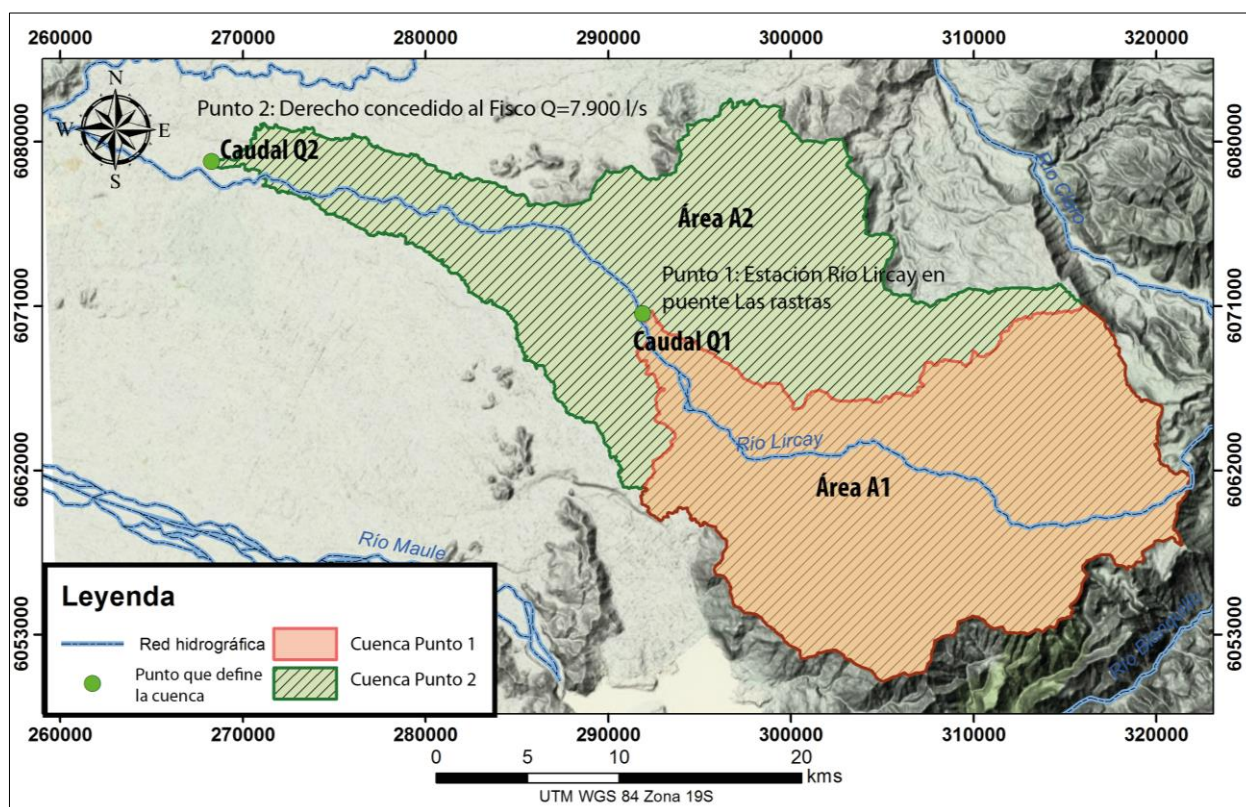 260000 270000 280000 290000 300000 310000 320000
N
W E
S
Punto 2: Derecho concedido al Fisco Q=7.900 l/s
6080000
6080000
Caudal Q2
Río Claro
Área A2
Punto 1: Estación Río Lircay en
puente Las rastras
6071000
6071000
Caudal Q1
Río Lircay
6062000
6062000
Área A1
Río Maule
Leyenda
Red hidrográfica
Cuenca Punto 1
Punto que define
la cuenca
Cuenca Punto 2
6053000
6053000
260000 270000 280000 290000 300000 310000 320000
0 5 10 20
kms
UTM WGS 84 Zona 19S